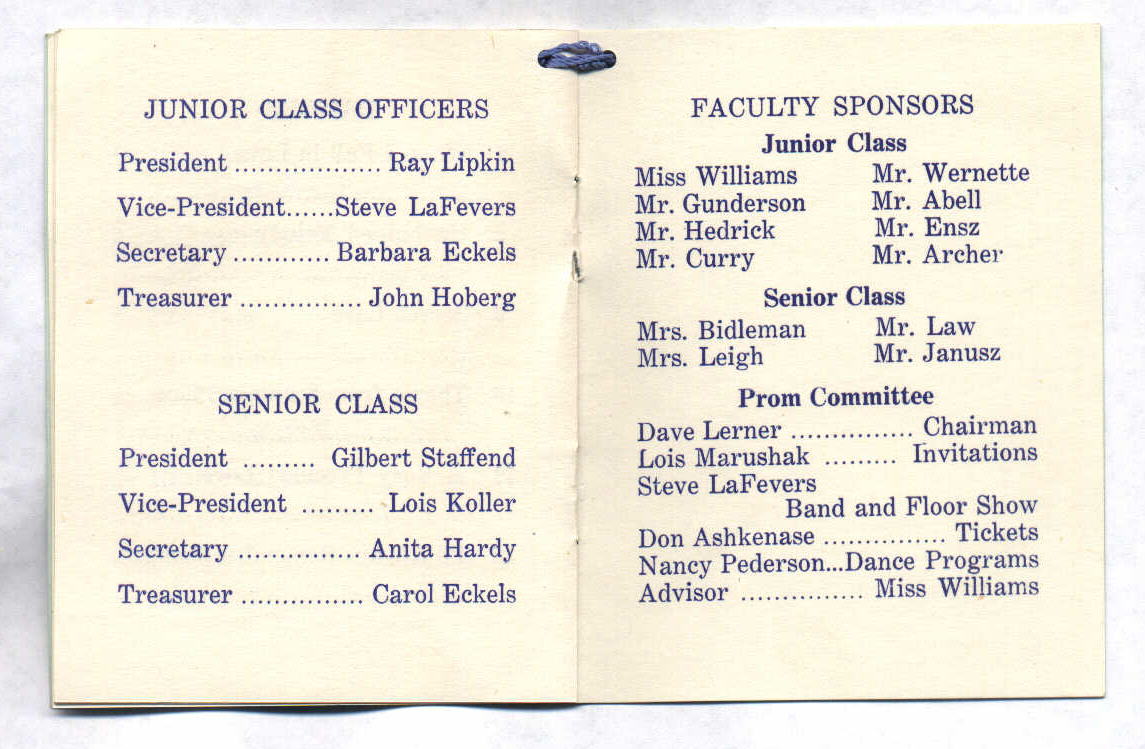 JUNIOR CLASS OFFICERS
President ................. Ray Lipkin
Vice-President......Steve LaFevers
Secretary ............ Barbara Eckels
Treasurer ............... John Hoberg
SENIOR CLASS
President ......... Gilbert Staffend
Vice-President ......... Lois Koller
Secretary ............... Anita Hardy
Treasurer ............... Carol Eckels
FACULTY SPONSORS
Junior Class
Miss Williams Mr. Wernette
Mr. Gunderson Mr. Abell
Mr. Hedrick Mr. Ensz
Mr. Curry Mr. Archer
Senior Class
Mrs. Bidleman Mr. Law
Mrs. Leigh Mr. Janusz
Prom Committee
Dave Lerner ............... Chairman
Lois Marushak ......... Invitations
Steve LaFevers
Band and Floor Show
Don Ashkenase ............... Tickets
Nancy Pederson...Dance Programs
Advisor ............... Miss Williams